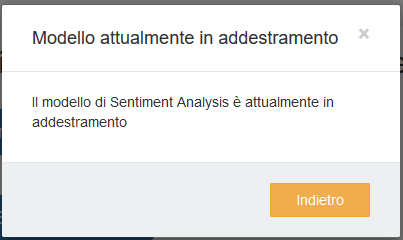 Modello attualmente in addestramento ×
Il modello di Sentiment Analysis è attualmente in
addestramento
Indietro